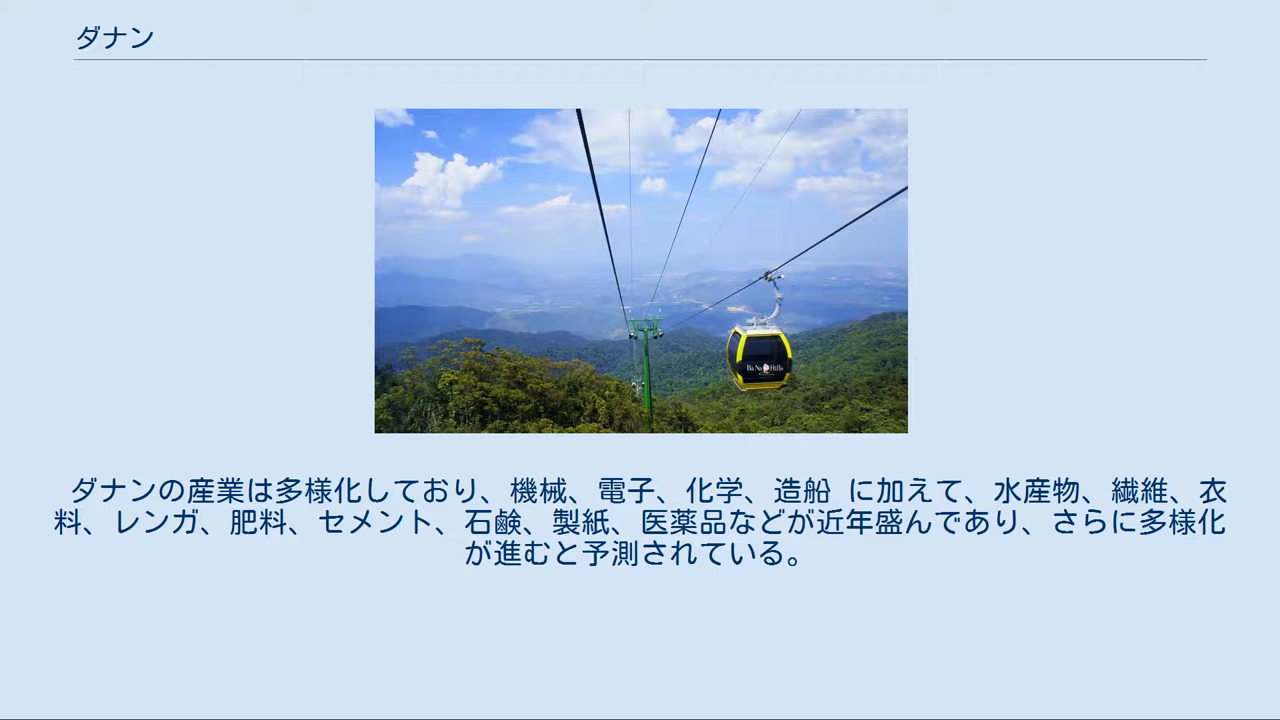 ダナン
Ba Na Hills
ダナンの産業は多様化しており、機械、電子、化学、造船 に加えて、水産物、繊維、衣
料、レンガ、肥料、セメント、石鹸、製紙、医薬品などが近年盛んであり、さらに多様化
が進むと予測されている。